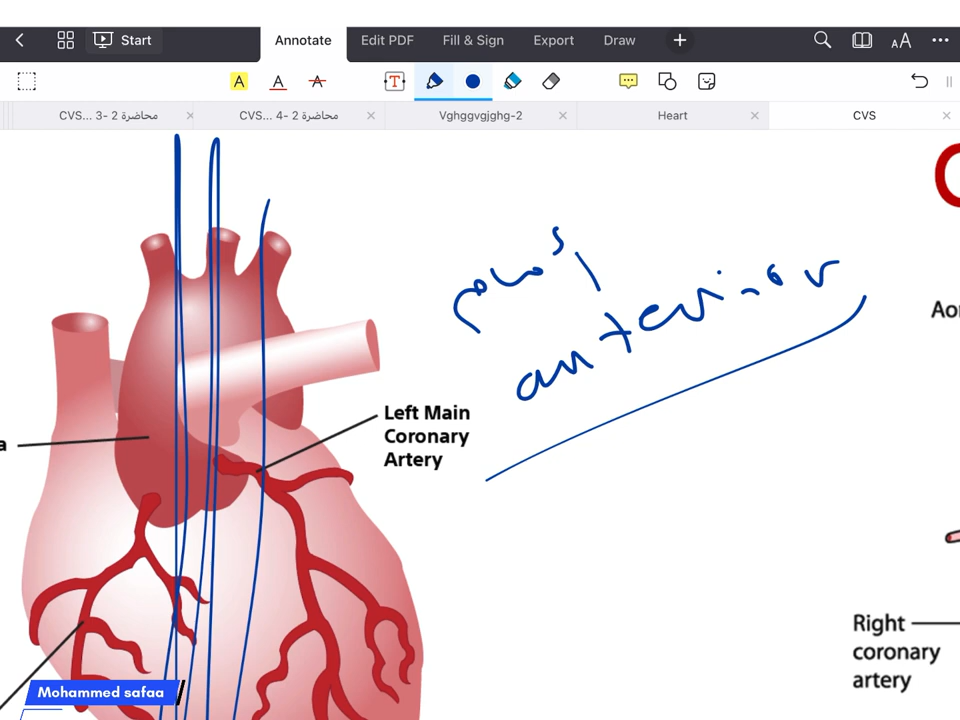 Start
Annotate
Edit PDF
Fill & Sign
Export
Draw
AA
A A A T
CVS... 3- 2 محاضرة
CVS... 4- 2 محاضرة
Vghggvgjghg-2
Heart
CVS
anterior
Left Main
Coronary
Artery
a
Aor
Right
coronary
artery
Mohammed safaa